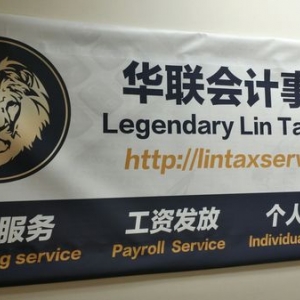 华联会计事
Legendary Lin Ta
http://lintaxserv
服务 工资发放 个人
g service Payroll Service Individual